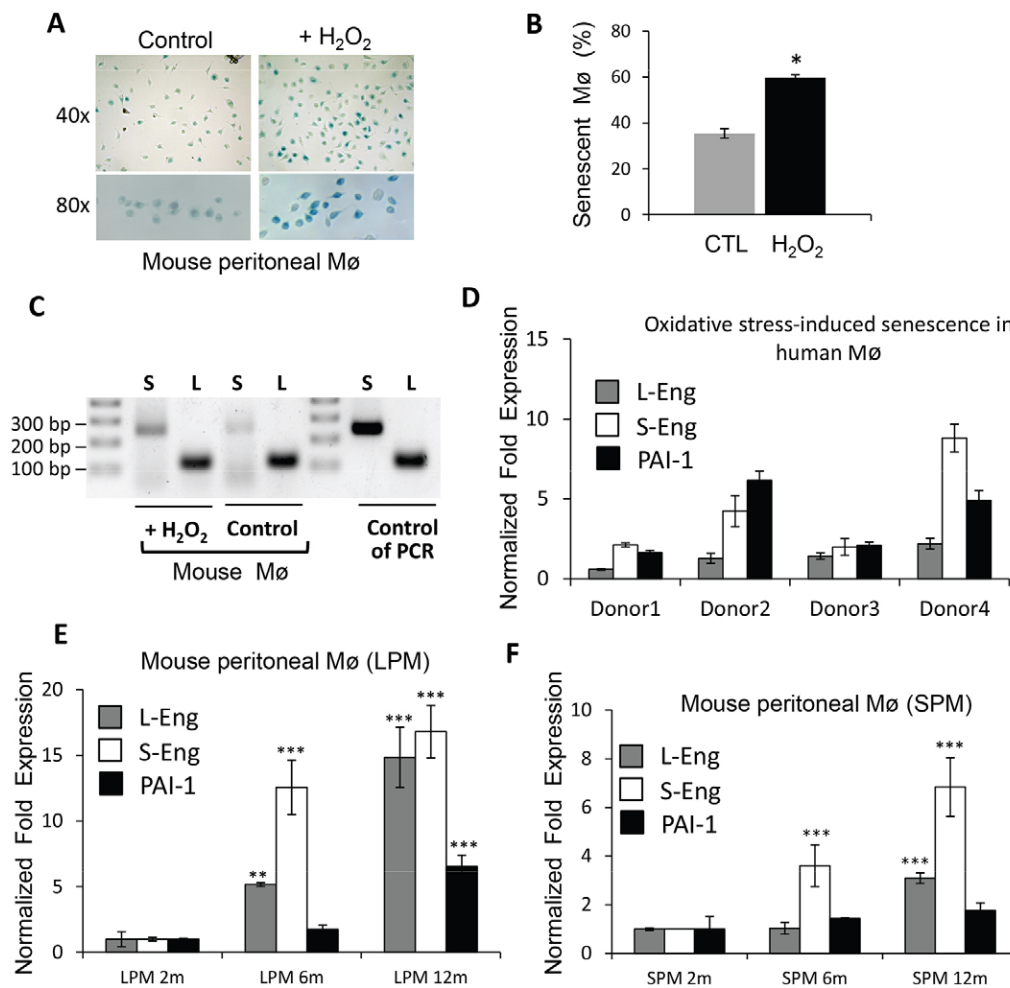 A
Control
+ H₂O₂
40x
80x
Mouse peritoneal Mø
B
Senescent Mø (%)
80
60
40
20
0
*
CTL
H₂O₂
C
S L S L S L
300 bp
200 bp
100 bp
+ H₂O₂ Control
Mouse Mø
Control
of PCR
D
Oxidative stress-induced senescence in
human Mø
Normalized Fold Expression
15
10
5
0
L-Eng
S-Eng
PAI-1
Donor1 Donor2 Donor3 Donor4
E
Mouse peritoneal Mø (LPM)
Normalized Fold Expression
20
15
10
5
0
L-Eng
S-Eng
PAI-1
** *** *** *** ***
LPM 2m LPM 6m LPM 12m
F
Mouse peritoneal Mø (SPM)
Normalized Fold Expression
10
8
6
4
2
0
L-Eng
S-Eng
PAI-1
*** *** ***
SPM 2m SPM 6m SPM 12m